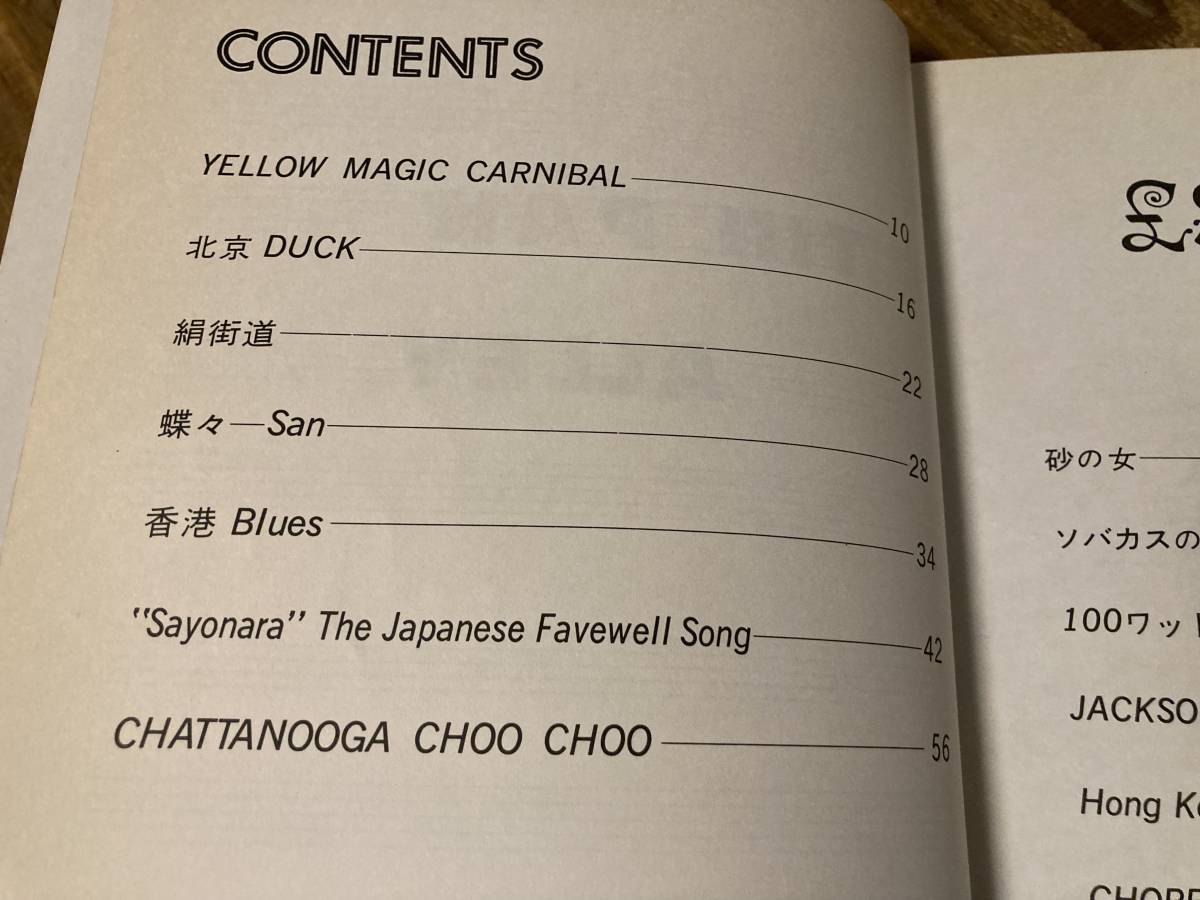 CONTENTS
YELLOW MAGIC CARNIBAL 10
北京 DUCK 16
絹街道 22
蝶々—San 28
香港 Blues 34
"Sayonara" The Japanese Favewell Song 42
CHATTANOOGA CHOO CHOO 56
砂の女
ソバカスの
100ワッ
JACKSO
Hong K
CHOP